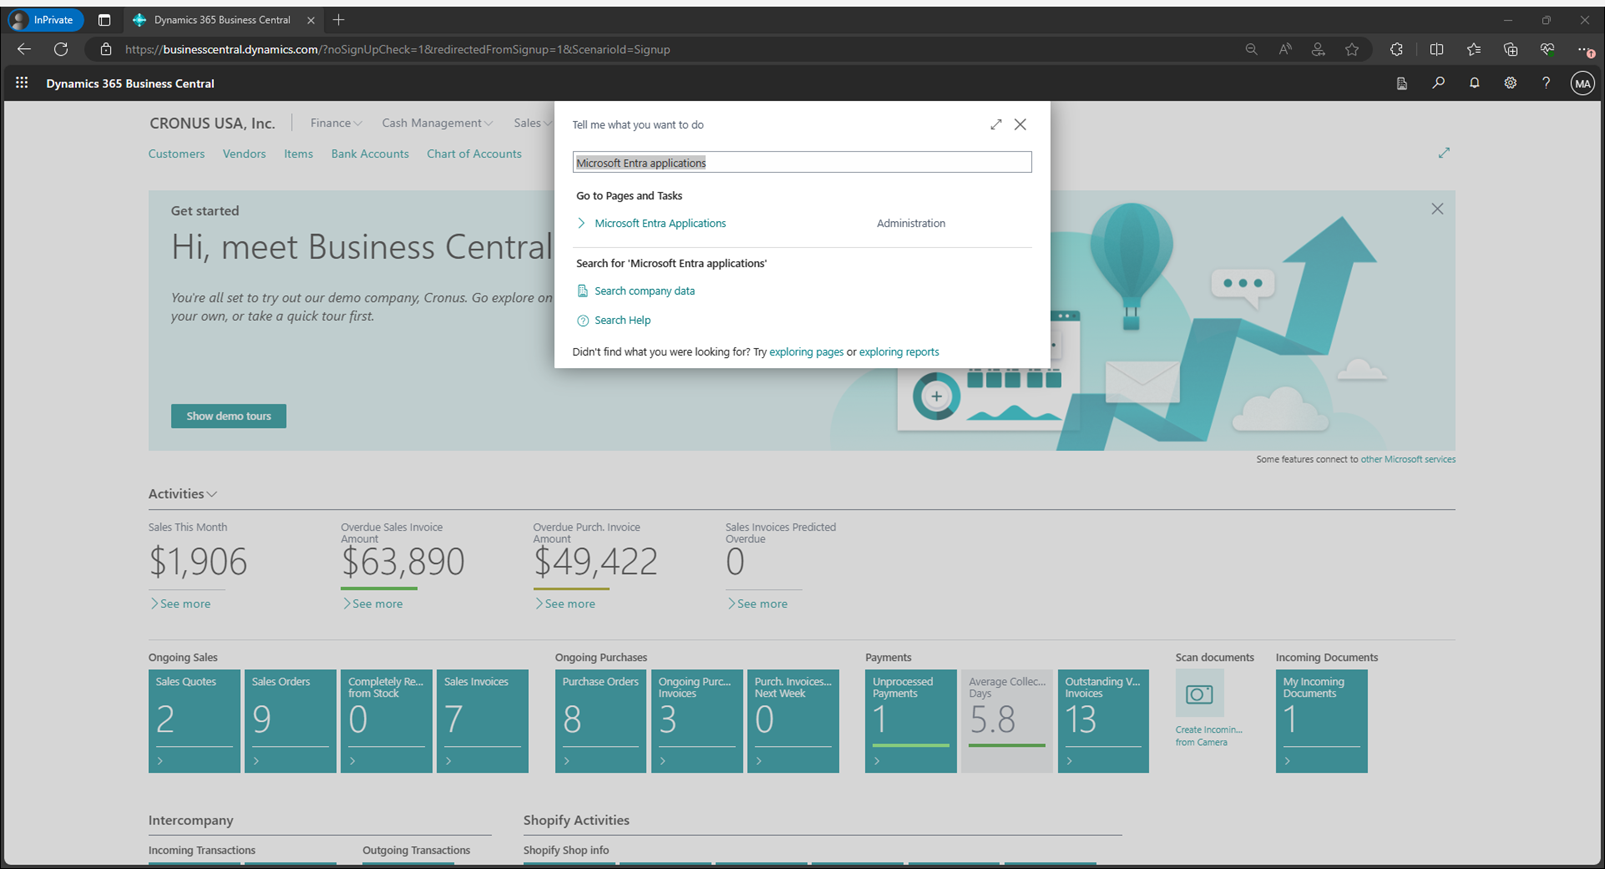 InPrivate
Dynamics 365 Business Central
https://businesscentral.dynamics.com/?noSignUpCheck=1&redirectedFromSignup=1&ScenarioId=Signup
Dynamics 365 Business Central
MA
CRONUS USA, Inc.
Finance
Cash Management
Sales
Customers
Vendors
Items
Bank Accounts
Chart of Accounts
Tell me what you want to do
Microsoft Entra applications
Go to Pages and Tasks
Microsoft Entra Applications
Administration
Search for 'Microsoft Entra applications'
Search company data
Search Help
Didn't find what you were looking for? Try exploring pages or exploring reports
Get started
Hi, meet Business Central
You're all set to try out our demo company, Cronus. Go explore on
your own, or take a quick tour first.
Show demo tours
Some features connect to other Microsoft services
Activities
Sales This Month
$1,906
See more
Overdue Sales Invoice
Amount
$63,890
See more
Overdue Purch. Invoice
Amount
$49,422
See more
Sales Invoices Predicted
Overdue
0
See more
Ongoing Sales
Sales Quotes
2
Sales Orders
9
Completely Re...
from Stock
0
Sales Invoices
7
Ongoing Purchases
Purchase Orders
8
Ongoing Purc...
Invoices
3
Purch. Invoices...
Next Week
0
Payments
Unprocessed
Payments
1
Average Collec...
Days
5.8
Outstanding V...
Invoices
13
Scan documents
Create Incomin...
from Camera
Incoming Documents
My Incoming
Documents
1
Intercompany
Incoming Transactions
Outgoing Transactions
Shopify Activities
Shopify Shop info